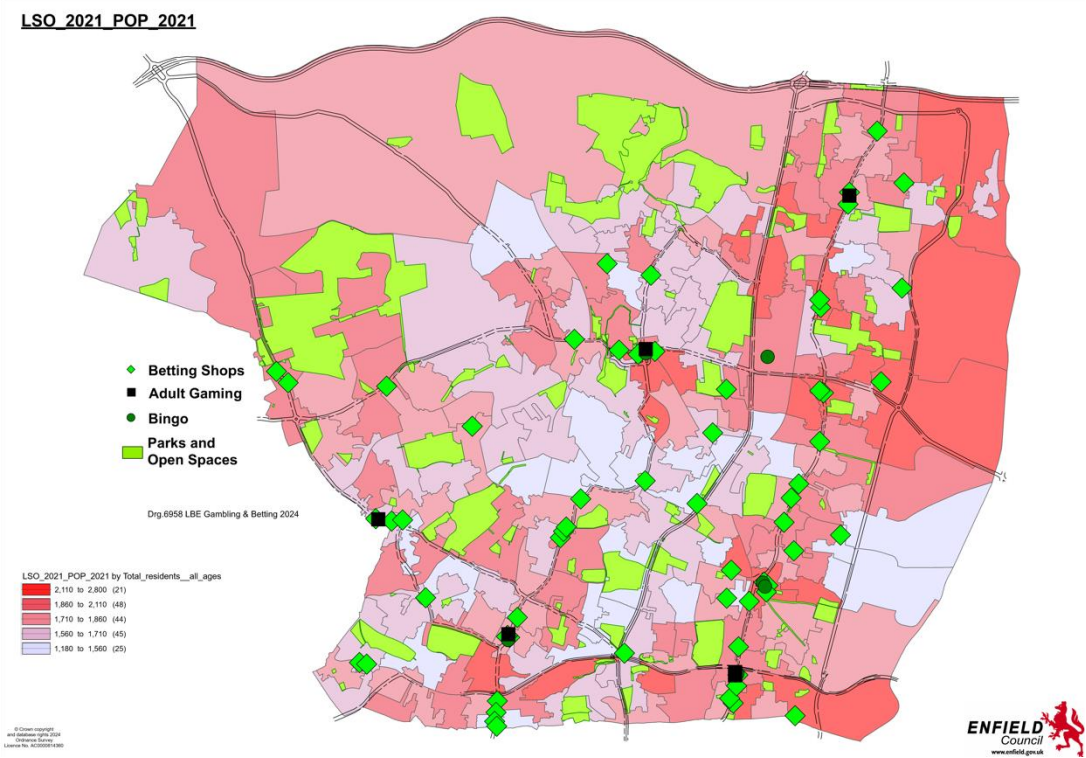 LSO_2021_POP_2021
Betting Shops
Adult Gaming
Bingo
Parks and
Open Spaces
Drg.6958 LBE Gambling & Betting 2024
LSO_2021_POP_2021 by Total_residents__all_ages
2,110 to 2,800 (21)
1,860 to 2,110 (48)
1,710 to 1,860 (44)
1,560 to 1,710 (45)
1,180 to 1,560 (25)
© Crown copyright
and database rights 2024
Ordnance Survey
Licence No. AC0000814360
ENFIELD
Council
www.enfield.gov.uk